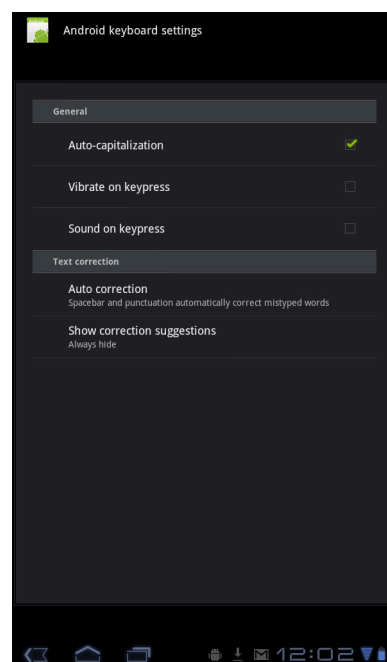 Android keyboard settings
General
Auto-capitalization
Vibrate on keypress
Sound on keypress
Text correction
Auto correction
Spacebar and punctuation automatically correct mistyped words
Show correction suggestions
Always hide
12:02